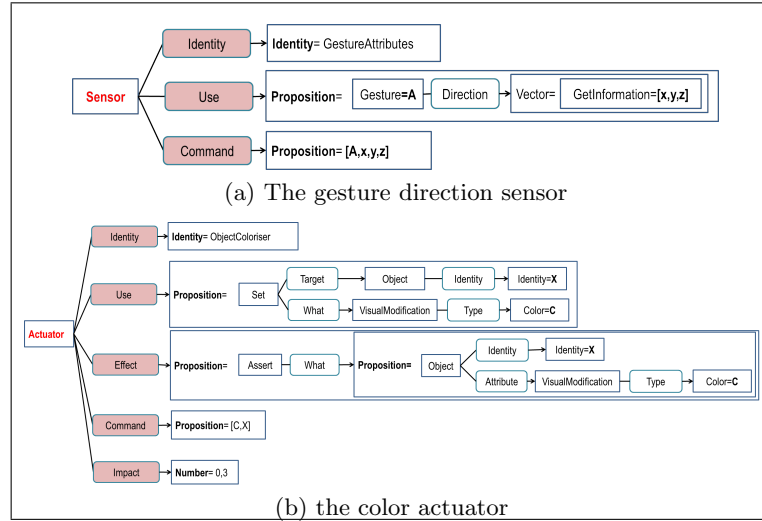 Identity
Identity= GestureAttributes
Sensor
Use
Proposition=
Gesture=A
Direction
Vector=
GetInformation=[x,y,z]
Command
Proposition= [A,x,y,z]
(a) The gesture direction sensor
Identity
Identity= ObjectColoriser
Use
Proposition=
Set
Target
Object
Identity
Identity=X
What
VisualModification
Type
Color=C
Actuator
Effect
Proposition=
Assert
What
Proposition=
Object
Identity
Identity=X
Attribute
VisualModification
Type
Color=C
Command
Proposition= [C,X]
Impact
Number= 0,3
(b) the color actuator